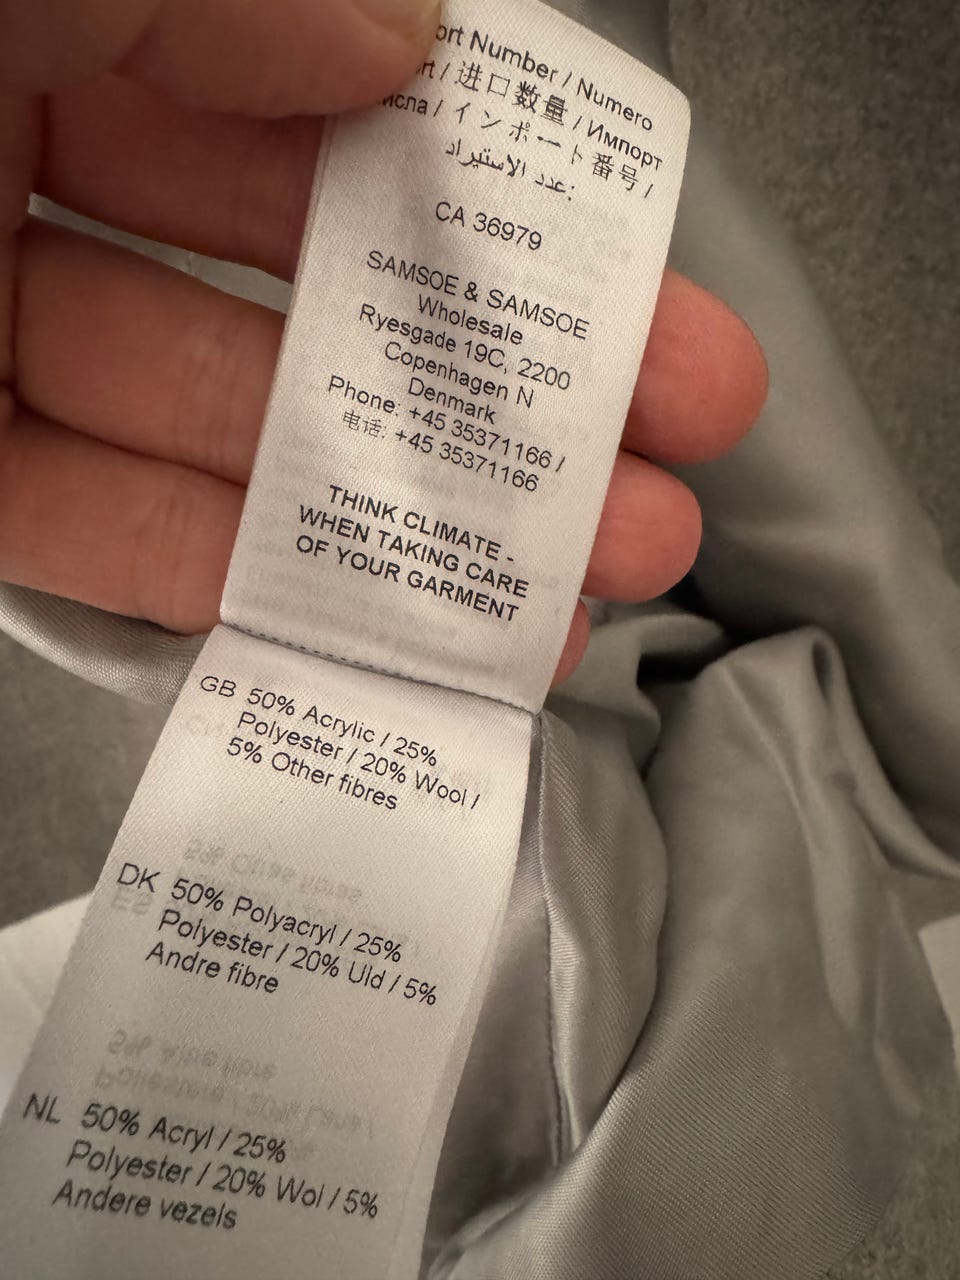 Number / Numero
/ 进口数量 / Импорт
/ インポート番号 /
عدد الاستيراد:
CA 36979
SAMSOE & SAMSOE
Wholesale
Ryesgade 19C, 2200
Copenhagen N
Denmark
Phone: +45 35371166 /
电话: +45 35371166
THINK CLIMATE -
WHEN TAKING CARE
OF YOUR GARMENT
GB 50% Acrylic / 25%
Polyester / 20% Wool /
5% Other fibres
DK 50% Polyacryl / 25%
Polyester / 20% Uld / 5%
Andre fibre
NL 50% Acryl / 25%
Polyester / 20% Wol / 5%
Andere vezels